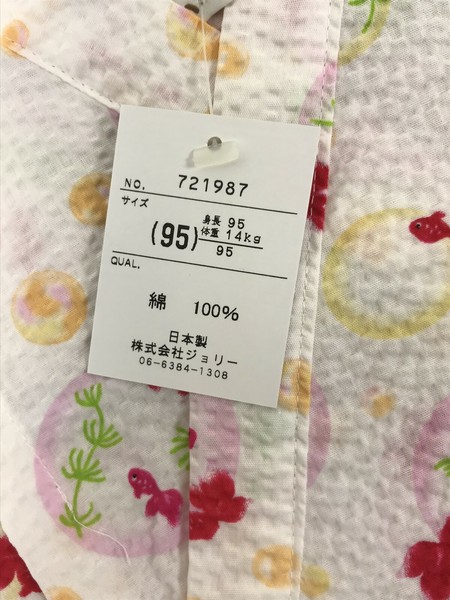 NO. 721987
サイズ
(95) 身長 95
体重 14kg
95
QUAL.
綿 100%
日本製
株式会社ジョリー
06-6384-1308